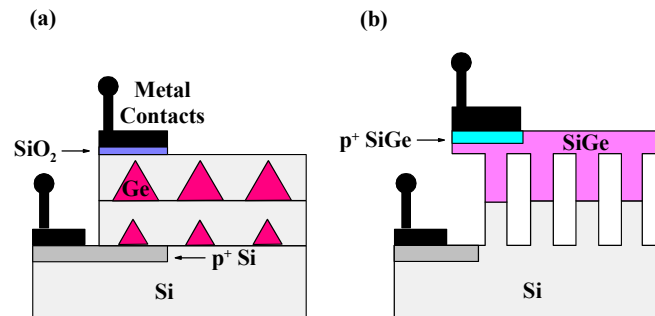 (a)
(b)
Metal
Contacts
SiO₂
p⁺ SiGe
SiGe
Ge
p⁺ Si
Si
Si